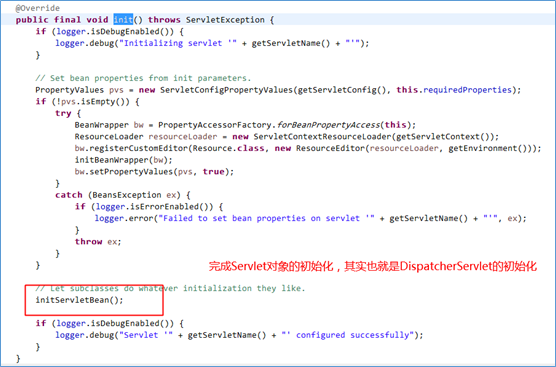 @Override
public final void init() throws ServletException {
if (logger.isDebugEnabled()) {
logger.debug("Initializing servlet '" + getServletName() + "'");
}
// Set bean properties from init parameters.
PropertyValues pvs = new ServletConfigPropertyValues(getServletConfig(), this.requiredProperties);
if (!pvs.isEmpty()) {
try {
BeanWrapper bw = PropertyAccessorFactory.forBeanPropertyAccess(this);
ResourceLoader resourceLoader = new ServletContextResourceLoader(getServletContext());
bw.registerCustomEditor(Resource.class, new ResourceEditor(resourceLoader, getEnvironment()));
initBeanWrapper(bw);
bw.setPropertyValues(pvs, true);
}
catch (BeansException ex) {
if (logger.isErrorEnabled()) {
logger.error("Failed to set bean properties on servlet '" + getServletName() + "'", ex);
}
throw ex;
}
}
完成Servlet对象的初始化，其实也就是DispatcherServlet的初始化
// Let subclasses do whatever initialization they like.
initServletBean();
if (logger.isDebugEnabled()) {
logger.debug("Servlet '" + getServletName() + "' configured successfully");
}
}